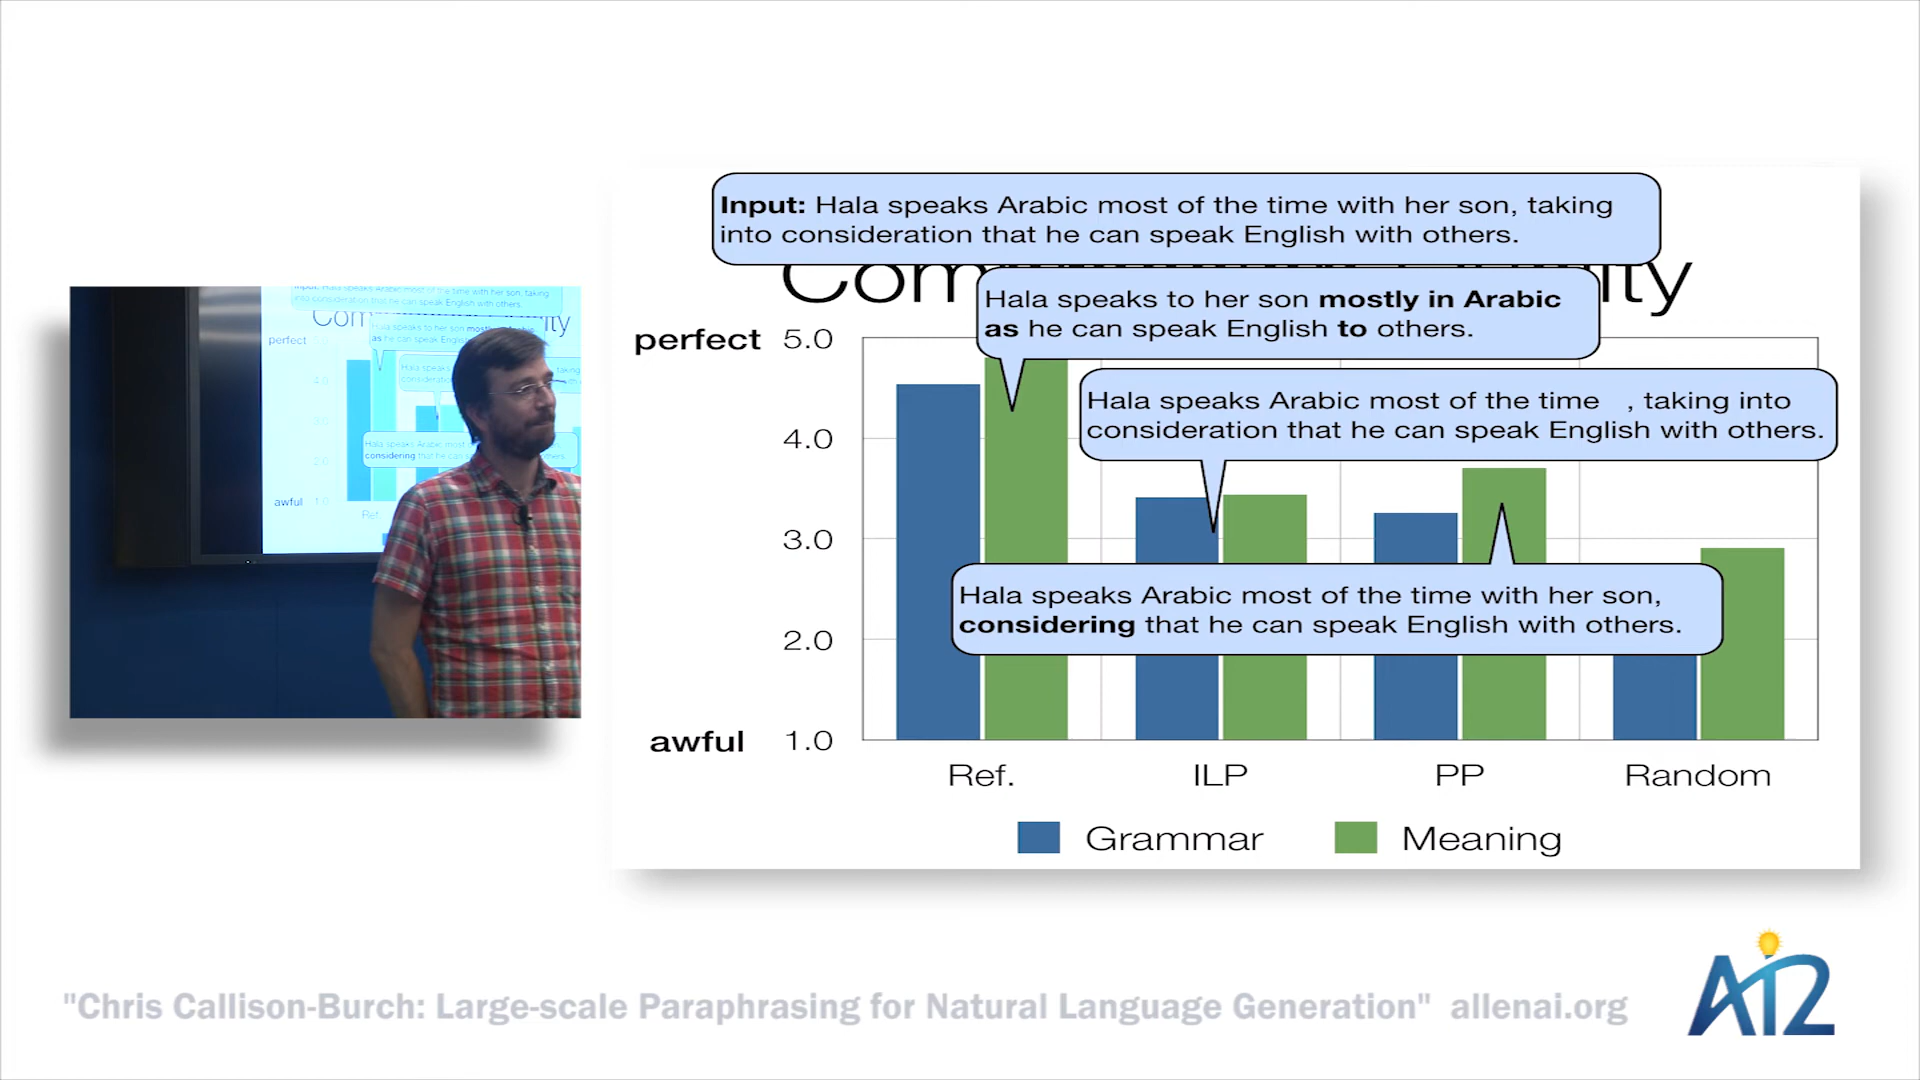 Input: Hala speaks Arabic most of the time with her son, taking
into consideration that he can speak English with others.
Hala speaks to her son mostly in Arabic
as he can speak English to others.
perfect 5.0
Hala speaks Arabic most of the time , taking into
consideration that he can speak English with others.
4.0
3.0
Hala speaks Arabic most of the time with her son,
considering that he can speak English with others.
2.0
awful 1.0
Ref. ILP PP Random
Grammar Meaning
perfect
awful
Ref.
considering
"Chris Callison-Burch: Large-scale Paraphrasing for Natural Language Generation" allenai.org
AI2